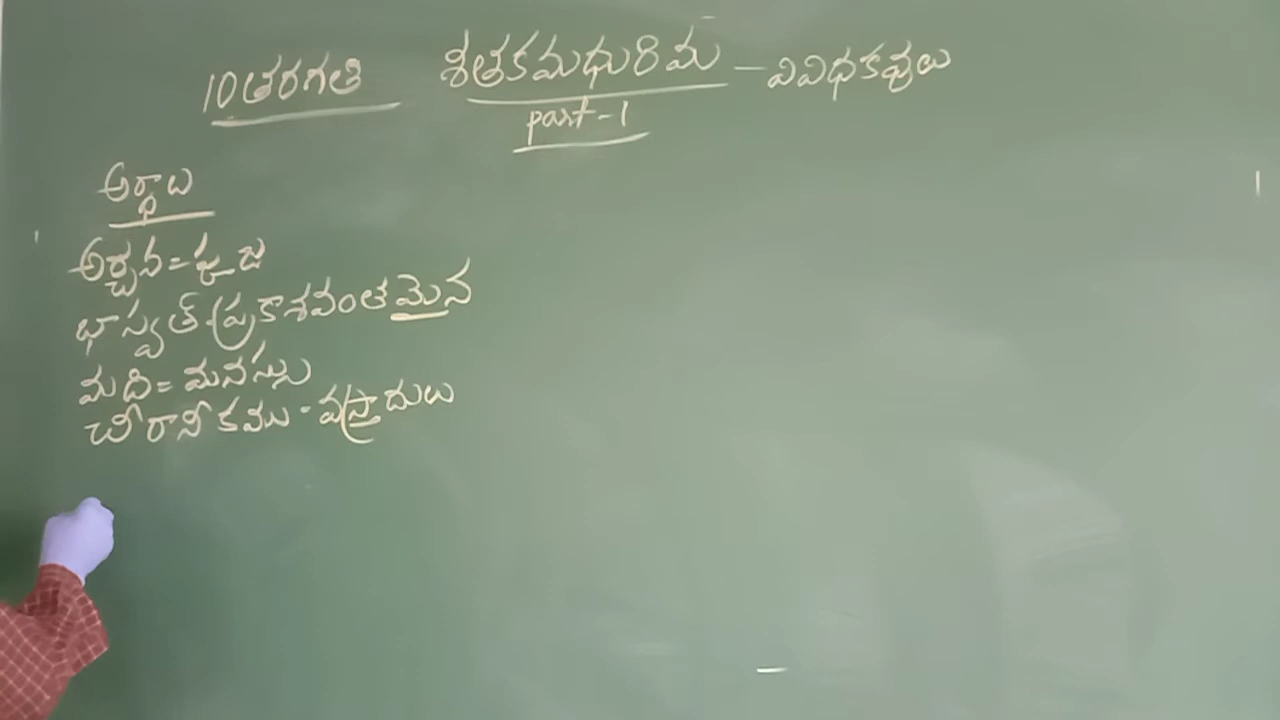 10తరగతి శతకమధురిమ – వివిధకవులు
part-1
అర్థాలు
అర్చన = పూజ
భాస్వత్ - ప్రకాశవంతమైన
మది = మనస్సు
చీరానీకము - వస్త్రాదులు